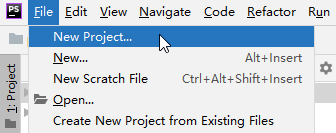 PS File Edit View Navigate Code Refactor Run
New Project...
New... Alt+Insert
New Scratch File Ctrl+Alt+Shift+Insert
Open...
Create New Project from Existing Files
1: Project